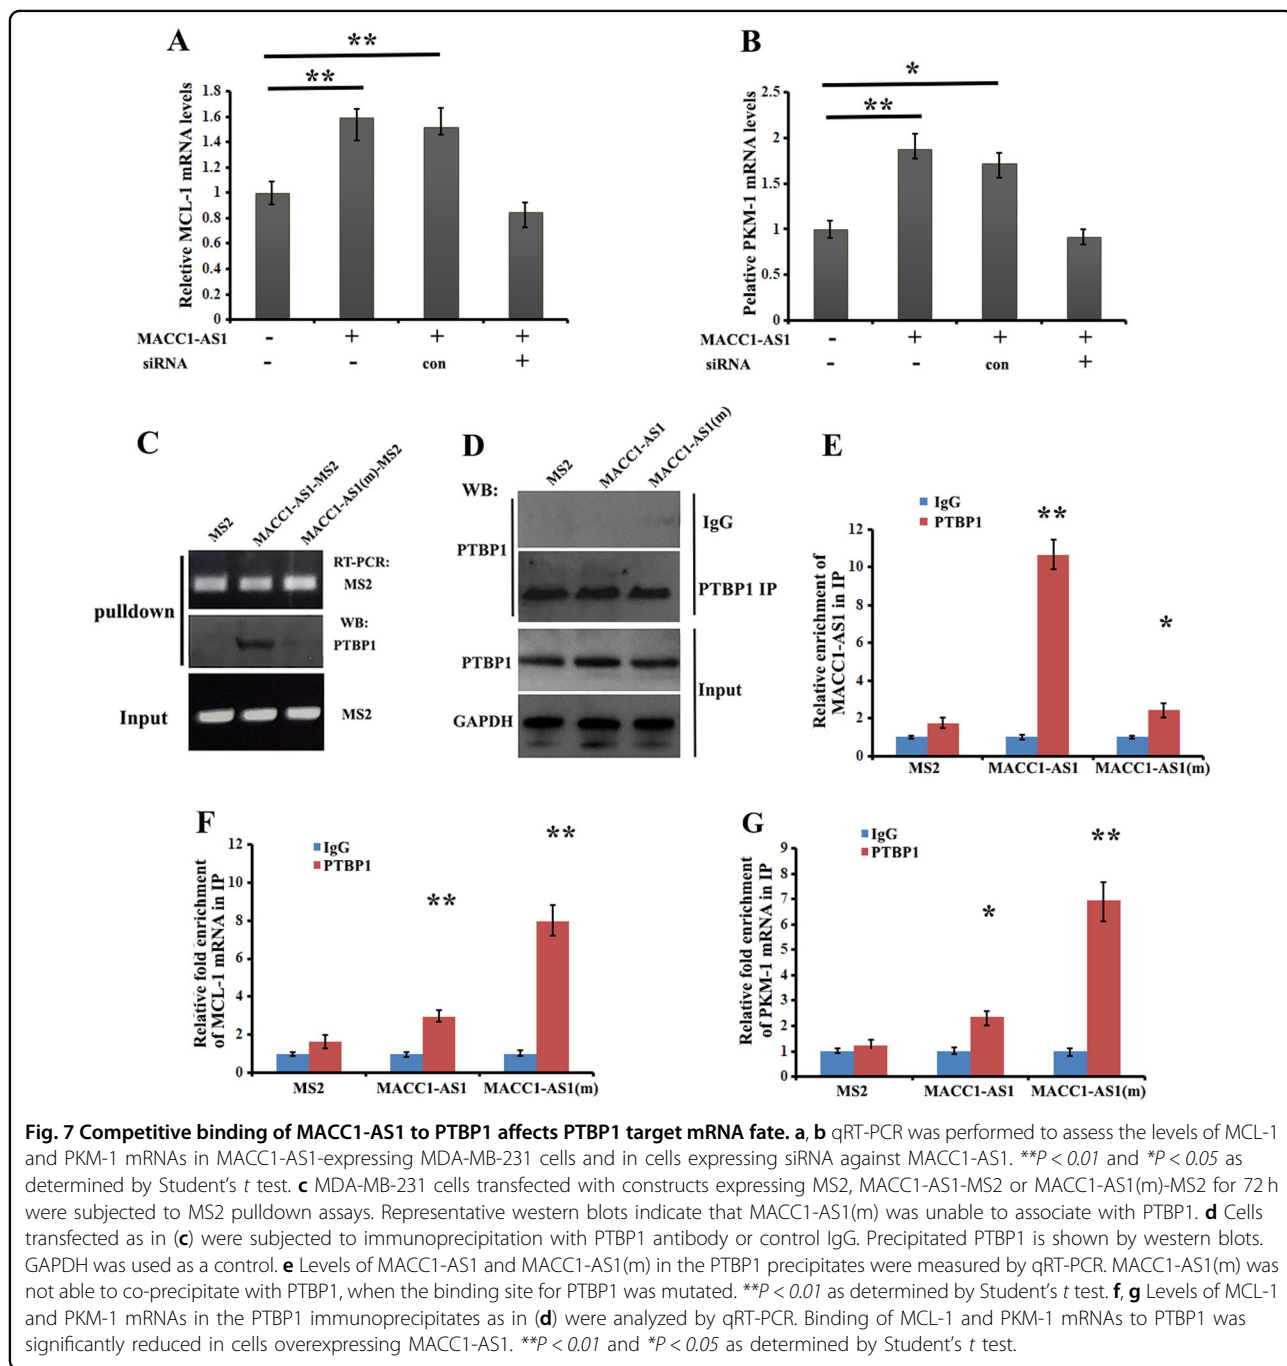 A
**
**
Reletive MCL-1 mRNA levels
1.8
1.6
1.4
1.2
1
0.8
0.6
0.4
0.2
0
MACC1-AS1 - + + +
siRNA - - con +
B
*
**
Pelative PKM-1 mRNA levels
2.5
2
1.5
1
0.5
0
MACC1-AS1 - + + +
siRNA - - con +
C
MS2
MACC1-AS1-MS2
MACC1-AS1(m)-MS2
pulldown
RT-PCR:
MS2
WB:
PTBP1
Input
MS2
D
MS2
MACC1-AS1
MACC1-AS1(m)
WB:
PTBP1
IgG
PTBP1 IP
PTBP1
GAPDH
Input
E
IgG
PTBP1
Relative enrichment of
MACC1-AS1 in IP
12
10
8
6
4
2
0
**
*
MS2 MACC1-AS1 MACC1-AS1(m)
F
IgG
PTBP1
Relative fold enrichment
of MCL-1 mRNA in IP
12
10
8
6
4
2
0
**
**
MS2 MACC1-AS1 MACC1-AS1(m)
G
IgG
PTBP1
Relative fold enrichment
of PKM-1 mRNA in IP
9
8
7
6
5
4
3
2
1
0
*
**
MS2 MACC1-AS1 MACC1-AS1(m)
Fig. 7 Competitive binding of MACC1-AS1 to PTBP1 affects PTBP1 target mRNA fate. a, b qRT-PCR was performed to assess the levels of MCL-1
and PKM-1 mRNAs in MACC1-AS1-expressing MDA-MB-231 cells and in cells expressing siRNA against MACC1-AS1. **P < 0.01 and *P < 0.05 as
determined by Student's t test. c MDA-MB-231 cells transfected with constructs expressing MS2, MACC1-AS1-MS2 or MACC1-AS1(m)-MS2 for 72 h
were subjected to MS2 pulldown assays. Representative western blots indicate that MACC1-AS1(m) was unable to associate with PTBP1. d Cells
transfected as in (c) were subjected to immunoprecipitation with PTBP1 antibody or control IgG. Precipitated PTBP1 is shown by western blots.
GAPDH was used as a control. e Levels of MACC1-AS1 and MACC1-AS1(m) in the PTBP1 precipitates were measured by qRT-PCR. MACC1-AS1(m) was
not able to co-precipitate with PTBP1, when the binding site for PTBP1 was mutated. **P < 0.01 as determined by Student's t test. f, g Levels of MCL-1
and PKM-1 mRNAs in the PTBP1 immunoprecipitates as in (d) were analyzed by qRT-PCR. Binding of MCL-1 and PKM-1 mRNAs to PTBP1 was
significantly reduced in cells overexpressing MACC1-AS1. **P < 0.01 and *P < 0.05 as determined by Student's t test.